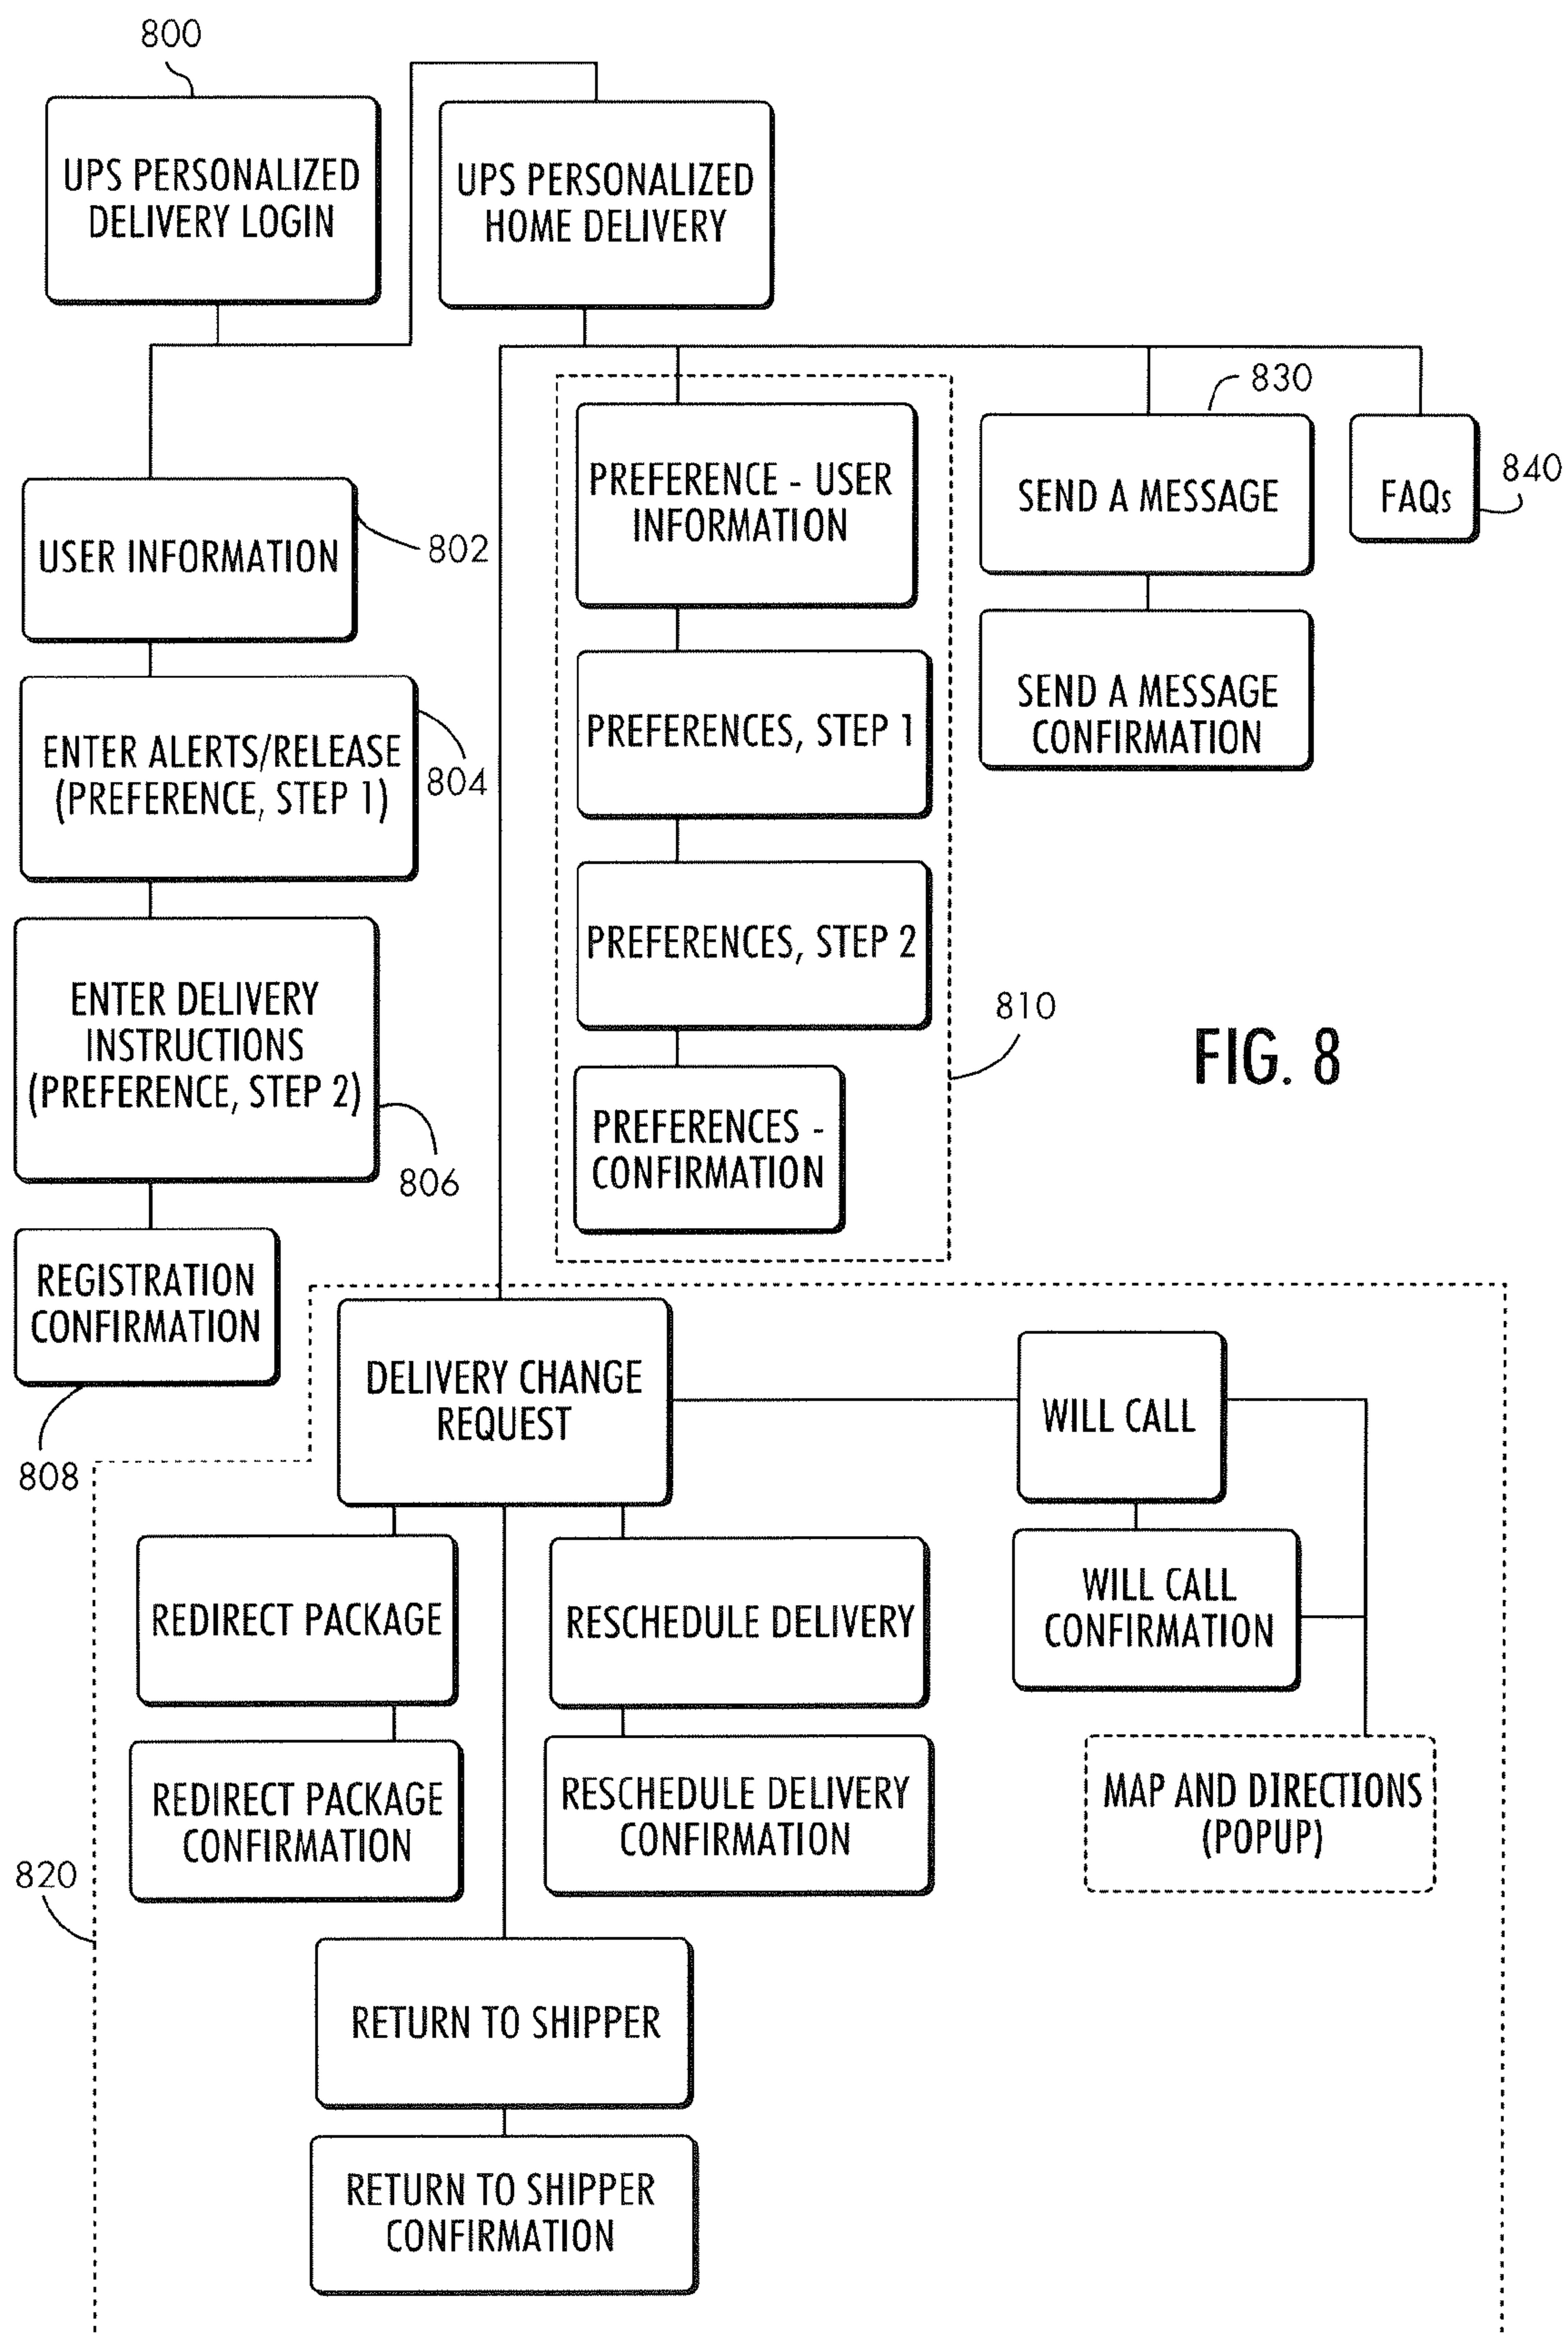 800
UPS PERSONALIZED
DELIVERY LOGIN
UPS PERSONALIZED
HOME DELIVERY
USER INFORMATION
802
ENTER ALERTS/RELEASE
(PREFERENCE, STEP 1)
804
ENTER DELIVERY
INSTRUCTIONS
(PREFERENCE, STEP 2)
806
REGISTRATION
CONFIRMATION
808
PREFERENCE - USER
INFORMATION
PREFERENCES, STEP 1
PREFERENCES, STEP 2
PREFERENCES -
CONFIRMATION
810
830
SEND A MESSAGE
SEND A MESSAGE
CONFIRMATION
FAQs
840
FIG. 8
DELIVERY CHANGE
REQUEST
WILL CALL
WILL CALL
CONFIRMATION
MAP AND DIRECTIONS
(POPUP)
REDIRECT PACKAGE
REDIRECT PACKAGE
CONFIRMATION
RESCHEDULE DELIVERY
RESCHEDULE DELIVERY
CONFIRMATION
820
RETURN TO SHIPPER
RETURN TO SHIPPER
CONFIRMATION